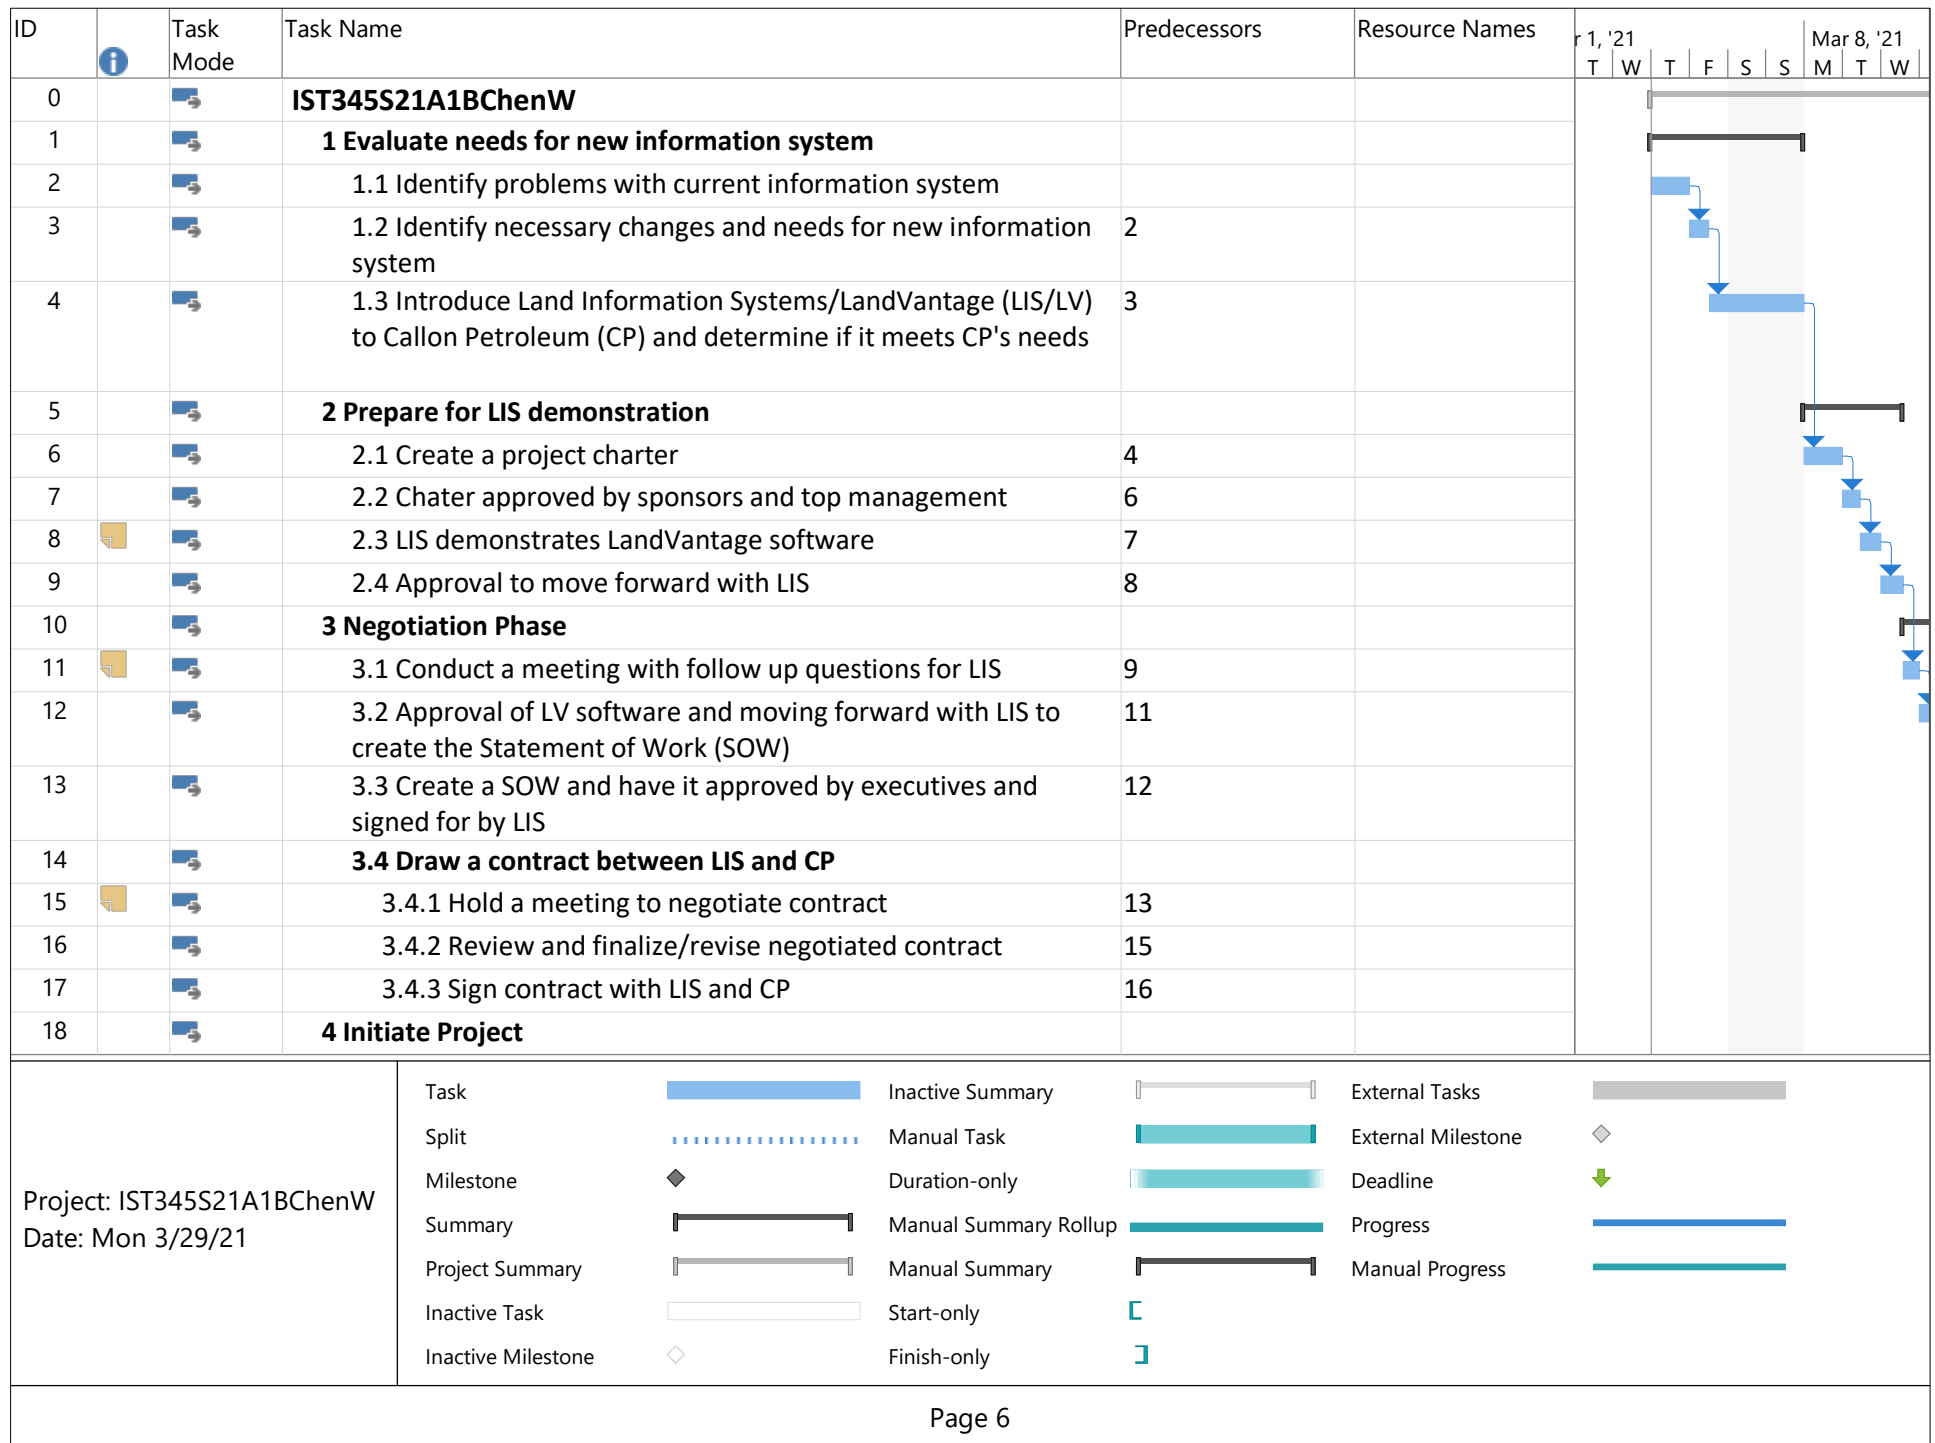 ID Task Mode Task Name Predecessors Resource Names r 1, '21 Mar 8, '21
T W T F S S M T W
0 IST345S21A1BChenW
1 1 Evaluate needs for new information system
2 1.1 Identify problems with current information system
3 1.2 Identify necessary changes and needs for new information 2
system
4 1.3 Introduce Land Information Systems/LandVantage (LIS/LV) 3
to Callon Petroleum (CP) and determine if it meets CP's needs
5 2 Prepare for LIS demonstration
6 2.1 Create a project charter 4
7 2.2 Chater approved by sponsors and top management 6
8 2.3 LIS demonstrates LandVantage software 7
9 2.4 Approval to move forward with LIS 8
10 3 Negotiation Phase
11 3.1 Conduct a meeting with follow up questions for LIS 9
12 3.2 Approval of LV software and moving forward with LIS to 11
create the Statement of Work (SOW)
13 3.3 Create a SOW and have it approved by executives and 12
signed for by LIS
14 3.4 Draw a contract between LIS and CP
15 3.4.1 Hold a meeting to negotiate contract 13
16 3.4.2 Review and finalize/revise negotiated contract 15
17 3.4.3 Sign contract with LIS and CP 16
18 4 Initiate Project
Project: IST345S21A1BChenW
Date: Mon 3/29/21
Task Inactive Summary External Tasks
Split Manual Task External Milestone
Milestone Duration-only Deadline
Summary Manual Summary Rollup Progress
Project Summary Manual Summary Manual Progress
Inactive Task Start-only
Inactive Milestone Finish-only
Page 6